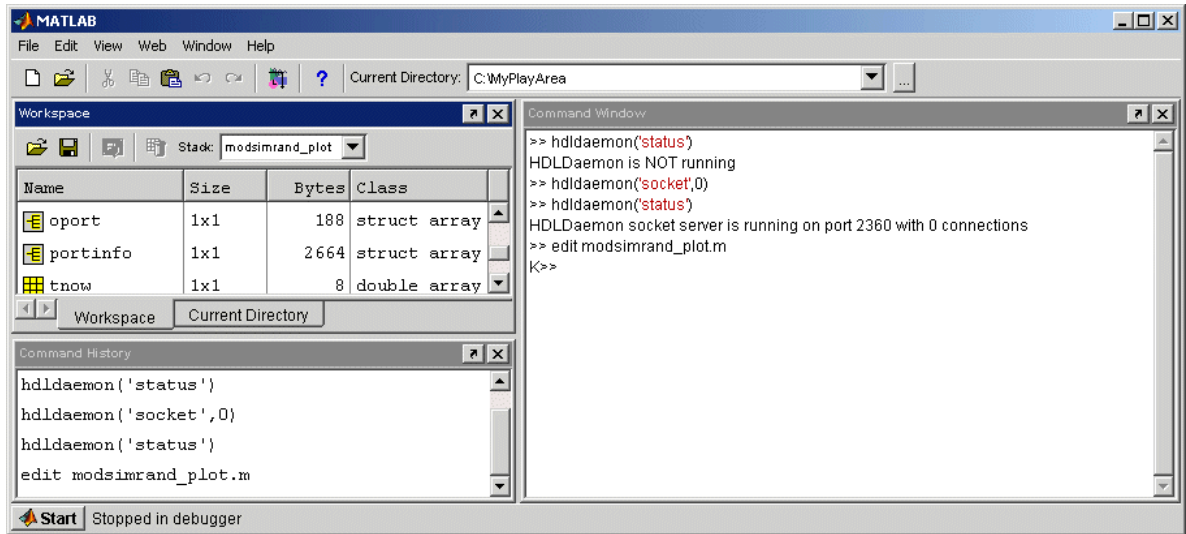 MATLAB
File Edit View Web Window Help
? Current Directory: C:\MyPlayArea ...
Workspace
Stack: modsimrand_plot
Name Size Bytes Class
oport 1x1 188 struct array
portinfo 1x1 2664 struct array
tnow 1x1 8 double array
Workspace Current Directory
Command History
hdldaemon('status')
hdldaemon('socket',0)
hdldaemon('status')
edit modsimrand_plot.m
Command Window
>> hdldaemon('status')
HDLDaemon is NOT running
>> hdldaemon('socket',0)
>> hdldaemon('status')
HDLDaemon socket server is running on port 2360 with 0 connections
>> edit modsimrand_plot.m
K>>
Start Stopped in debugger